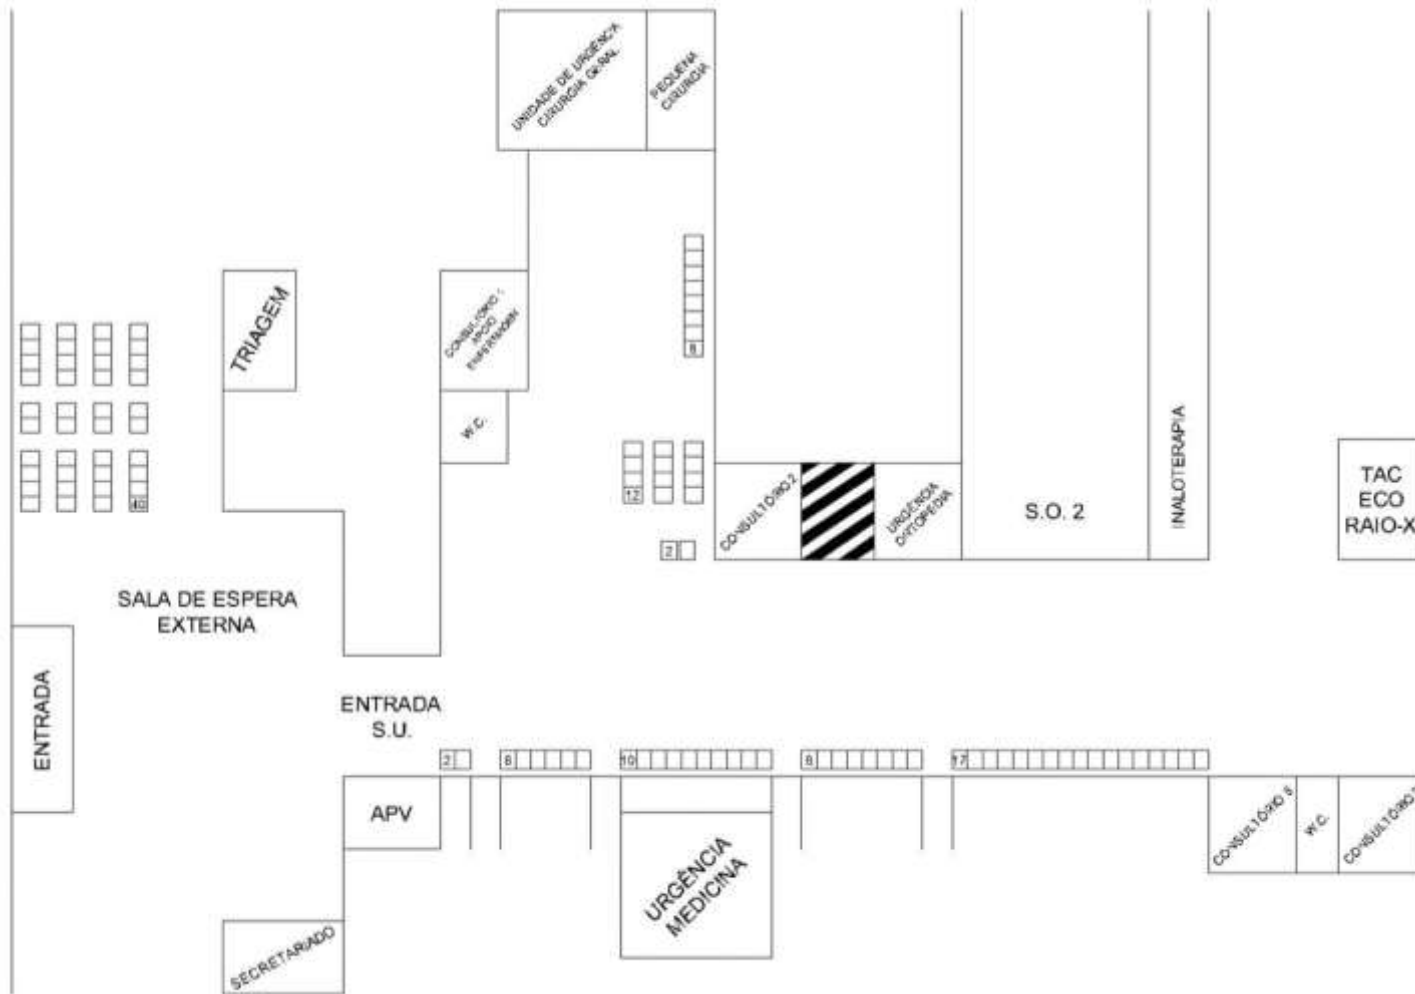 UNIDADE DE URGÊNCIA
CIRURGIA GERAL
PEQUENA
CIRURGIA
TRIAGEM
CONSULTÓRIO 1
APOIO
ENFERMAGEM
W.C.
8
12
2
40
CONSULTÓRIO 2
URGÊNCIA
ORTOPEDIA
S.O. 2
INALOTERAPIA
TAC
ECO
RAIO-X
SALA DE ESPERA
EXTERNA
ENTRADA
ENTRADA
S.U.
2
8
10
8
17
APV
URGÊNCIA
MEDICINA
SECRETARIADO
CONSULTÓRIO
W.C.
CONSULTÓRIO